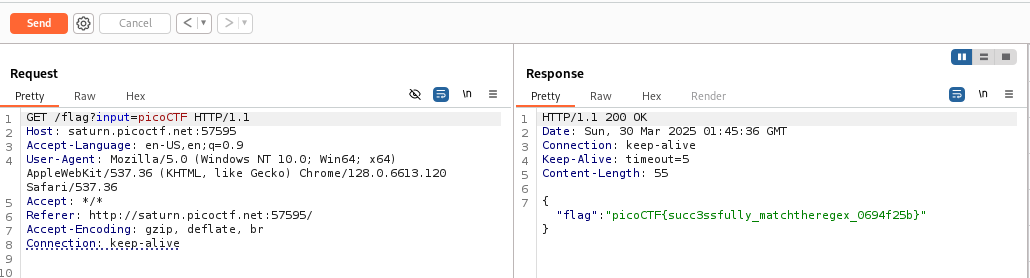 Send
Cancel
< ▾
> ▾
Request
Pretty Raw Hex
\n
1 GET /flag?input=picoCTF HTTP/1.1
2 Host: saturn.picoctf.net:57595
3 Accept-Language: en-US,en;q=0.9
4 User-Agent: Mozilla/5.0 (Windows NT 10.0; Win64; x64)
AppleWebKit/537.36 (KHTML, like Gecko) Chrome/128.0.6613.120
Safari/537.36
5 Accept: */*
6 Referer: http://saturn.picoctf.net:57595/
7 Accept-Encoding: gzip, deflate, br
8 Connection: keep-alive
9
10
Response
Pretty Raw Hex Render
\n
1 HTTP/1.1 200 OK
2 Date: Sun, 30 Mar 2025 01:45:36 GMT
3 Connection: keep-alive
4 Keep-Alive: timeout=5
5 Content-Length: 55
6
7 {
"flag":"picoCTF{succ3ssfully_matchtheregex_0694f25b}"
}